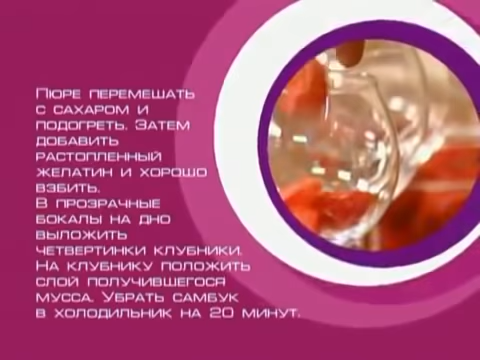 Пюре перемешать
с сахаром и
подогреть. Затем
добавить
растопленный
желатин и хорошо
взбить.
В прозрачные
бокалы на дно
выложить
четвертинки клубники.
На клубнику положить
слой получившегося
мусса. Убрать самбук
в холодильник на 20 минут.